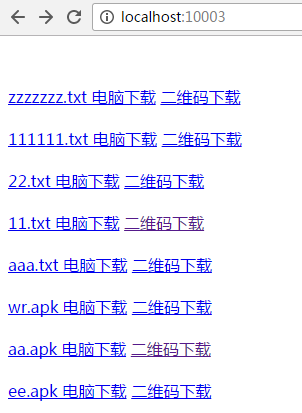 localhost:10003
zzzzzzz.txt 电脑下载 二维码下载
111111.txt 电脑下载 二维码下载
22.txt 电脑下载 二维码下载
11.txt 电脑下载 二维码下载
aaa.txt 电脑下载 二维码下载
wr.apk 电脑下载 二维码下载
aa.apk 电脑下载 二维码下载
ee.apk 电脑下载 二维码下载